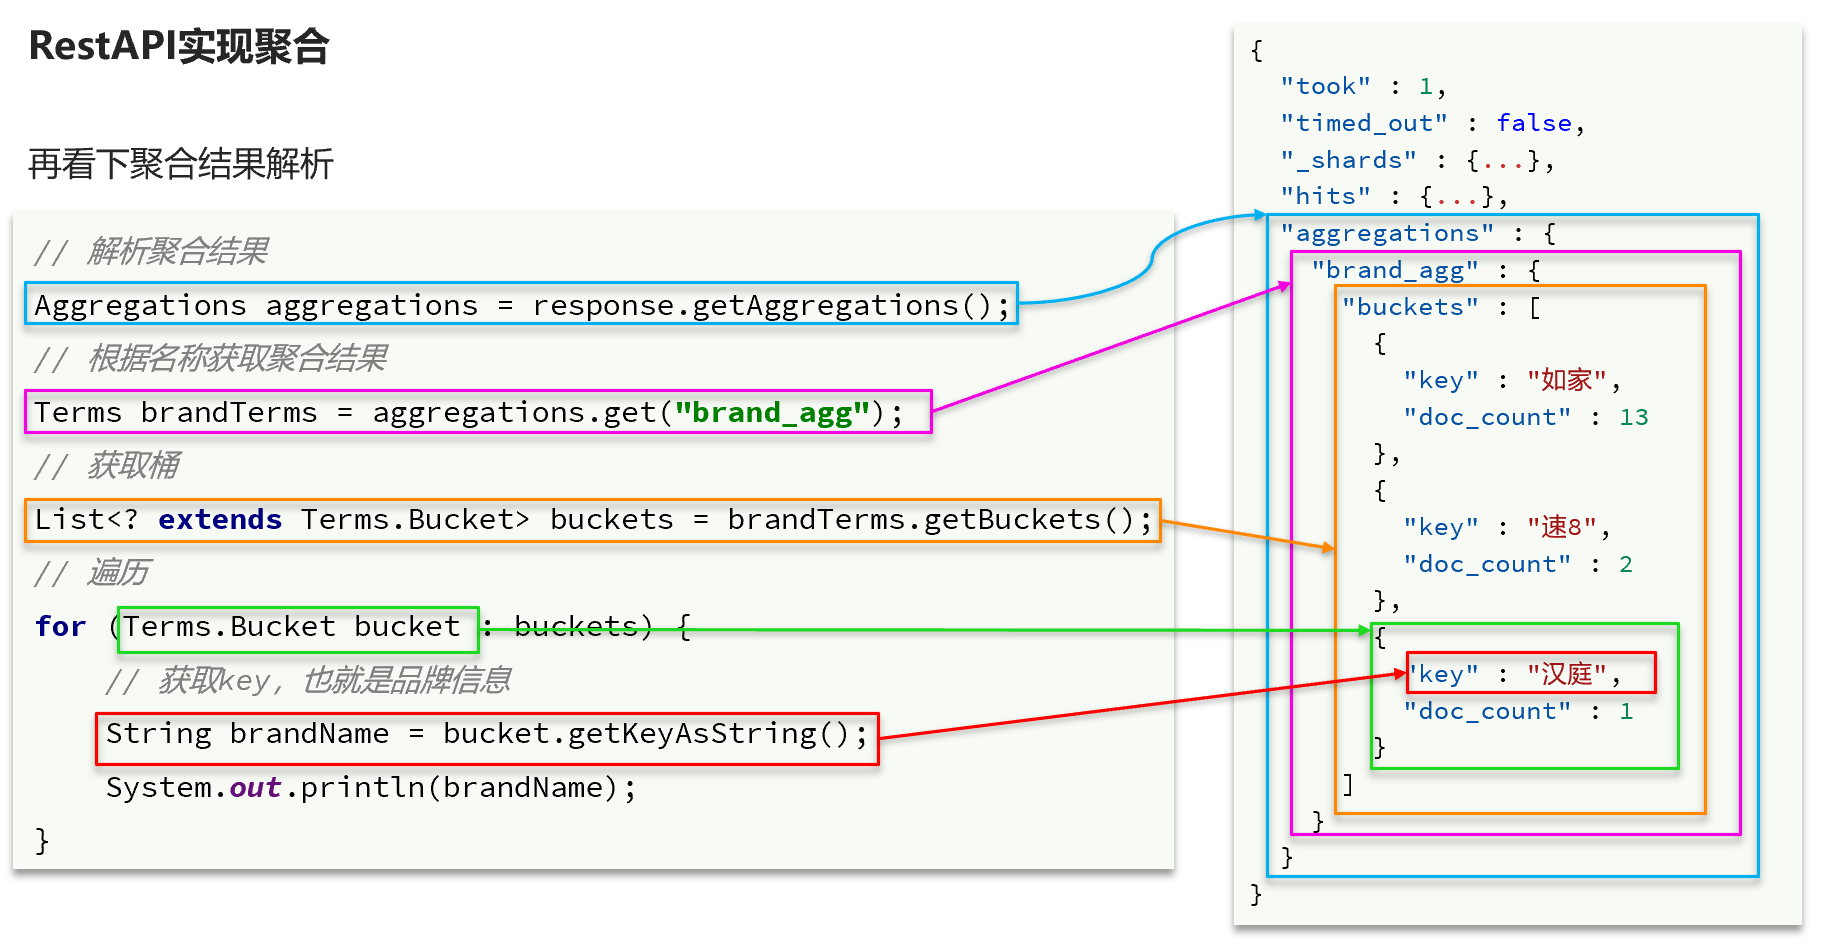 RestAPI实现聚合
再看下聚合结果解析
// 解析聚合结果
Aggregations aggregations = response.getAggregations();
// 根据名称获取聚合结果
Terms brandTerms = aggregations.get("brand_agg");
// 获取桶
List<? extends Terms.Bucket> buckets = brandTerms.getBuckets();
// 遍历
for (Terms.Bucket bucket : buckets) {
// 获取key, 也就是品牌信息
String brandName = bucket.getKeyAsString();
System.out.println(brandName);
}
{
"took" : 1,
"timed_out" : false,
"_shards" : {...},
"hits" : {...},
"aggregations" : {
"brand_agg" : {
"buckets" : [
{
"key" : "如家",
"doc_count" : 13
},
{
"key" : "速8",
"doc_count" : 2
},
{
"key" : "汉庭",
"doc_count" : 1
}
]
}
}
}